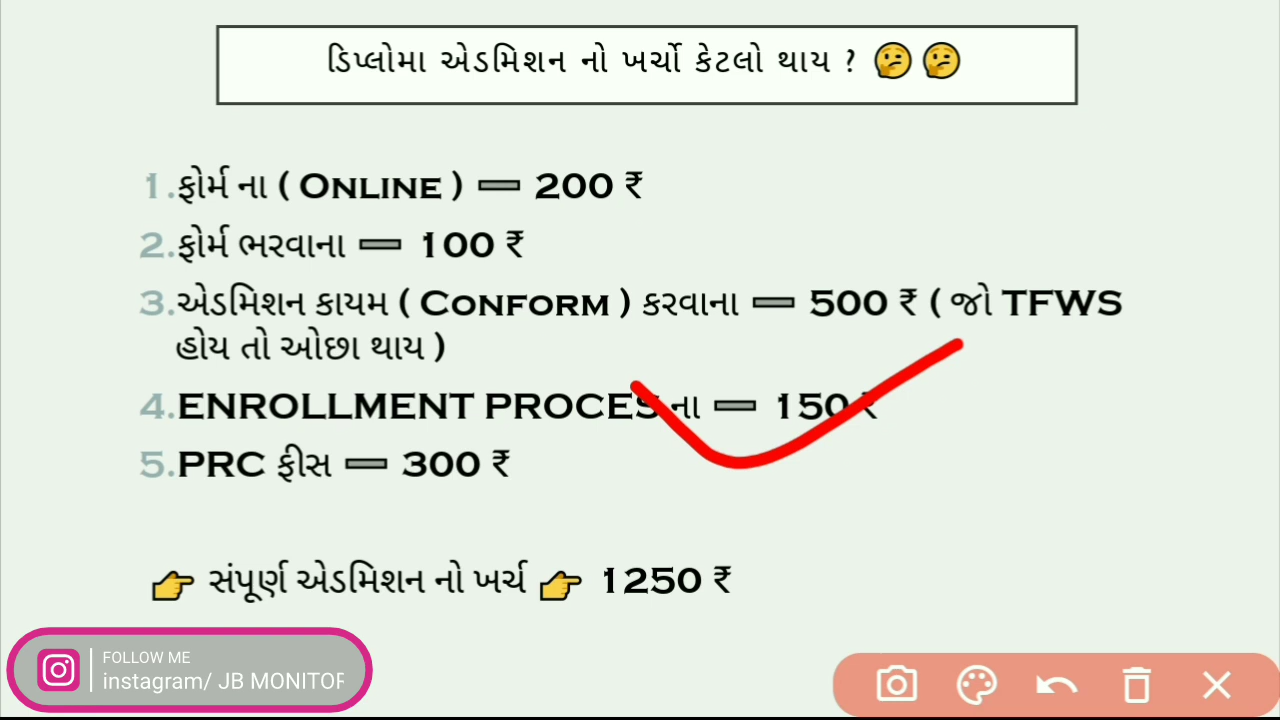 ડિપ્લોમા એડમિશન નો ખર્ચો કેટલો થાય ? 🤔🤔
1.ફોર્મ ના ( ONLINE ) ➖ 200 ₹
2.ફોર્મ ભરવાના ➖ 100 ₹
3.એડમિશન કાયમ ( CONFORM ) કરવાના ➖ 500 ₹ ( જો TFWS
હોય તો ઓછા થાય )
4.ENROLLMENT PROCES ના ➖ 150 ₹
5.PRC ફીસ ➖ 300 ₹
👉 સંપૂર્ણ એડમિશન નો ખર્ચ 👉 1250 ₹
FOLLOW ME
instagram/ JB MONITOR